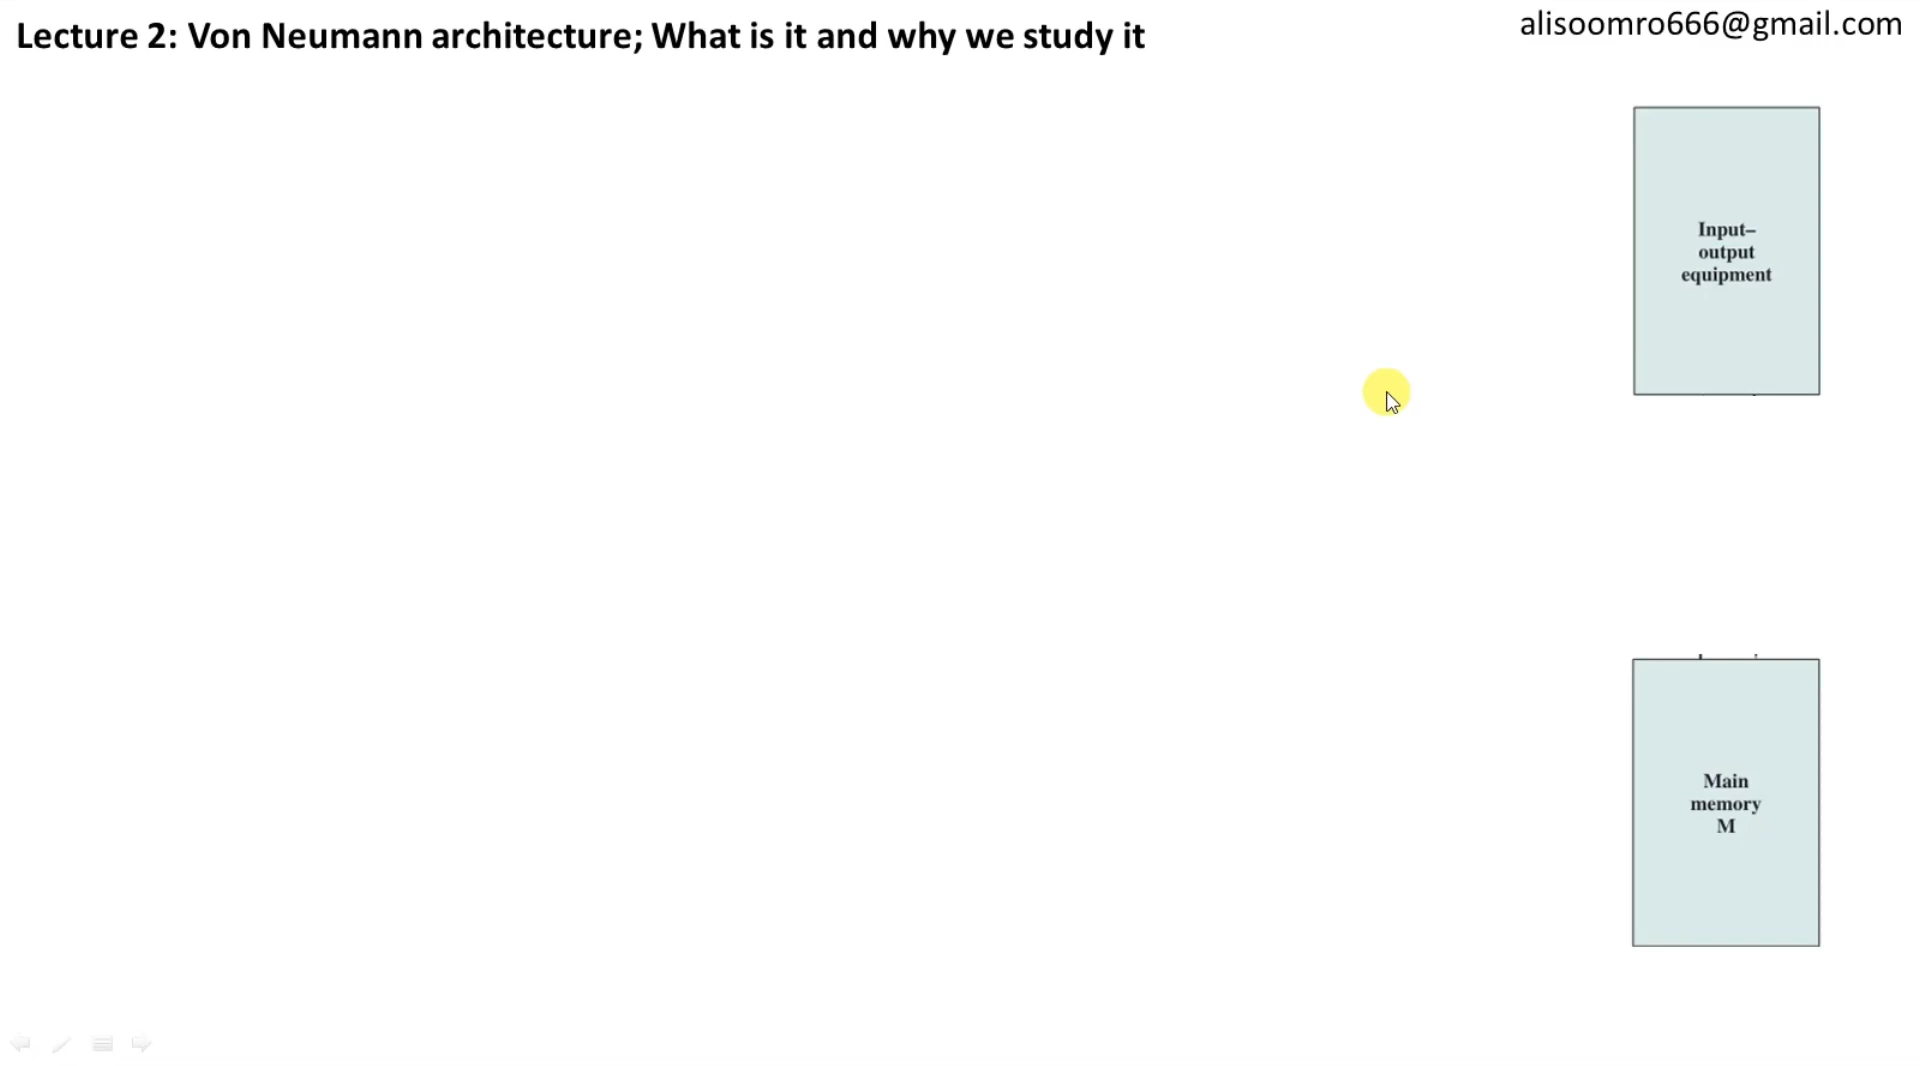 Lecture 2: Von Neumann architecture; What is it and why we study it
alisoomro666@gmail.com
Input–
output
equipment
Main
memory
M